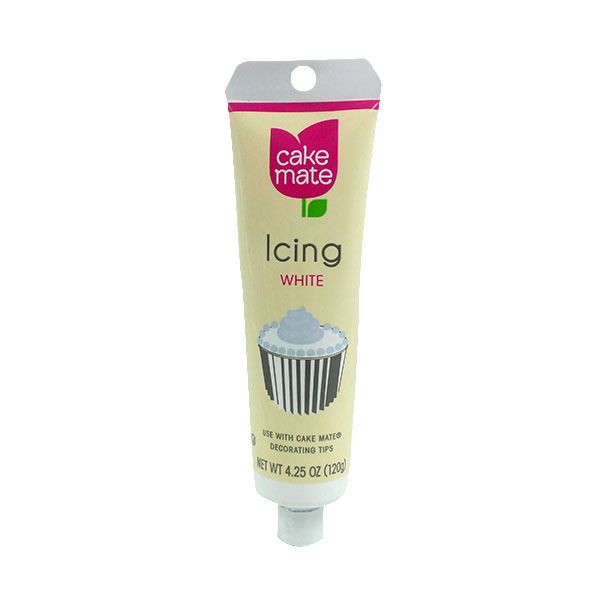 cake
mate
Icing
WHITE
USE WITH CAKE MATE®
DECORATING TIPS
NET WT 4.25 OZ (120g)